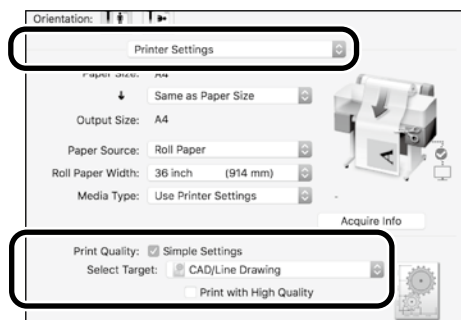 Orientation:
Printer Settings
Paper Size: A4
Same as Paper Size
Output Size: A4
Paper Source: Roll Paper
Roll Paper Width: 36 inch (914 mm)
Media Type: Use Printer Settings
-
Acquire Info
Print Quality: Simple Settings
Select Target: CAD/Line Drawing
Print with High Quality